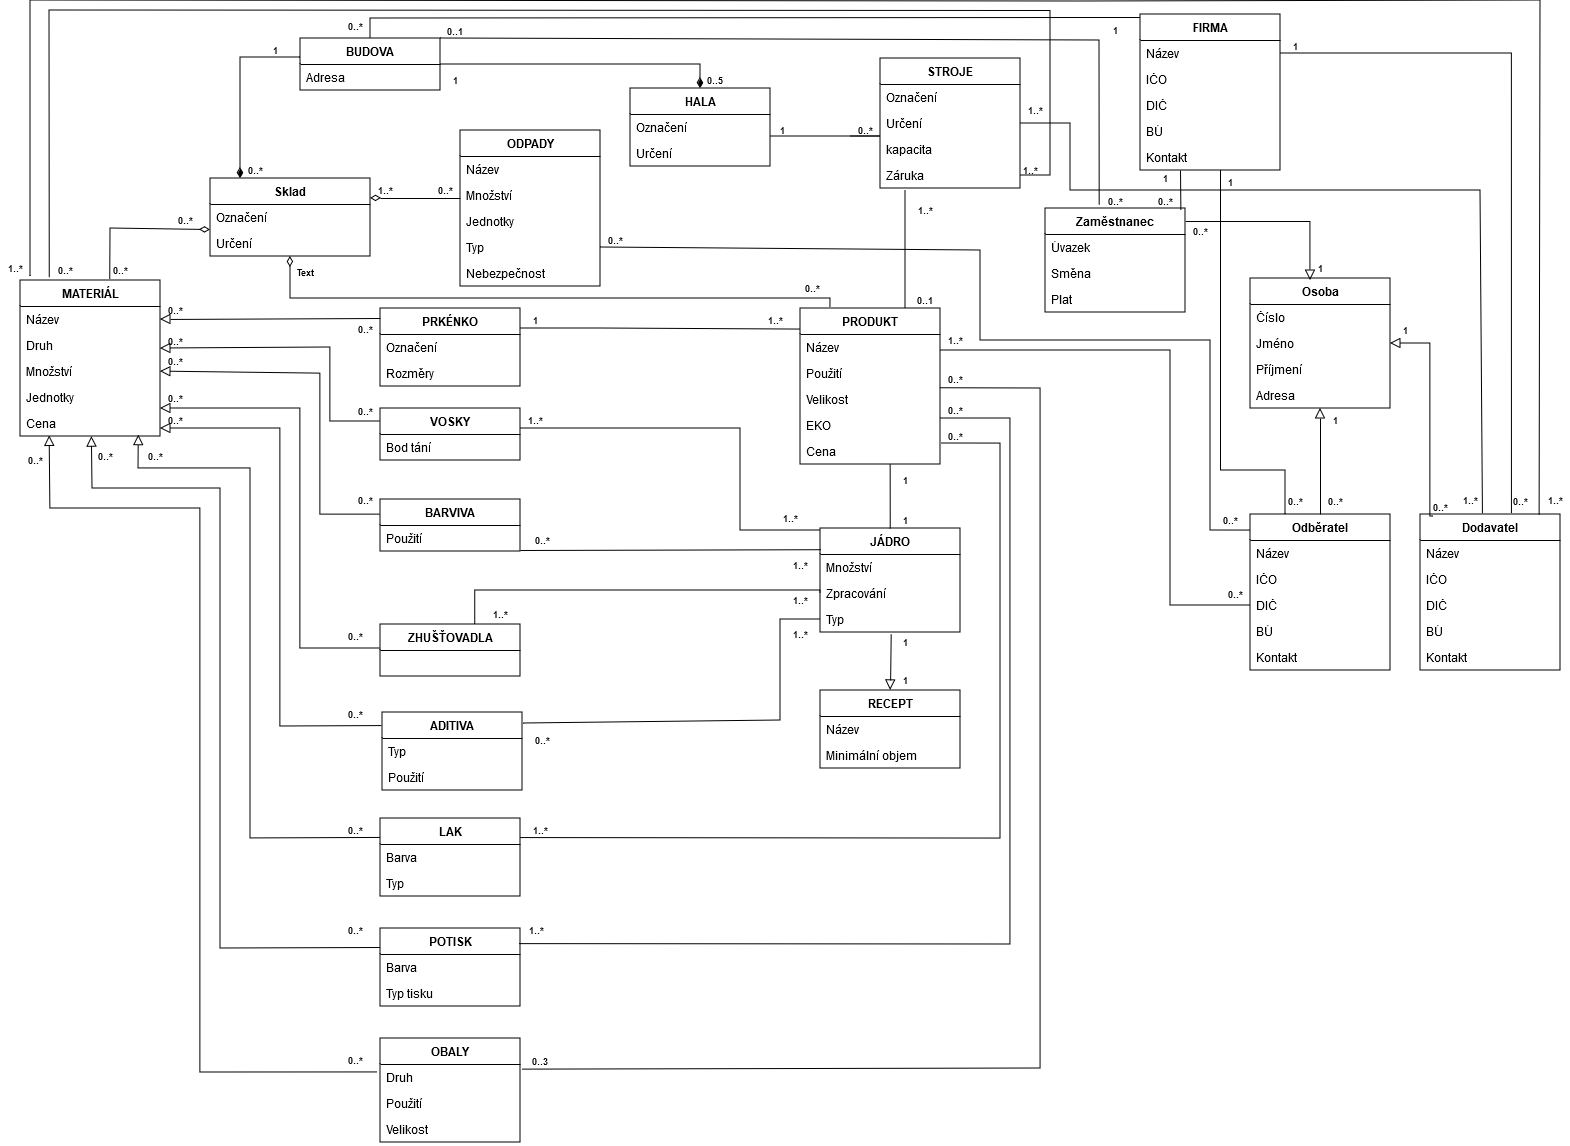 0..*
0..1
1
FIRMA
Název
IČO
DIČ
BÚ
Kontakt
1
1
BUDOVA
Adresa
1
0..5
HALA
Označení
Určení
1
0..*
STROJE
Označení
Určení
kapacita
Záruka
1..*
1..*
ODPADY
Název
Množství
Jednotky
Typ
Nebezpečnost
0..*
Sklad
Označení
Určení
1..*
0..*
0..*
0..*
Text
1
1
0..*
0..*
Zaměstnanec
Úvazek
Směna
Plat
0..*
1
1..*
0..*
0..1
1..*
0..*
0..*
MATERIÁL
Název
Druh
Množství
Jednotky
Cena
Osoba
Číslo
Jméno
Příjmení
Adresa
1
1
0..*
0..*
0..*
0..*
0..*
0..*
PRKÉNKO
Označení
Rozměry
1
1..*
PRODUKT
Název
Použití
Velikost
EKO
Cena
1..*
0..*
0..*
0..*
0..*
VOSKY
Bod tání
1..*
0..*
0..*
0..*
0..*
BARVIVA
Použití
0..*
1
1
1..*
1..*
1..*
1..*
JÁDRO
Množství
Zpracování
Typ
0..*
0..*
0..*
1..*
0..*
0..*
1..*
Odběratel
Název
IČO
DIČ
BÚ
Kontakt
0..*
Dodavatel
Název
IČO
DIČ
BÚ
Kontakt
1..*
0..*
ZHUŠŤOVADLA
1
1
RECEPT
Název
Minimální objem
0..*
ADITIVA
Typ
Použití
0..*
0..*
LAK
Barva
Typ
1..*
0..*
POTISK
Barva
Typ tisku
1..*
0..*
OBALY
Druh
Použití
Velikost
0..3